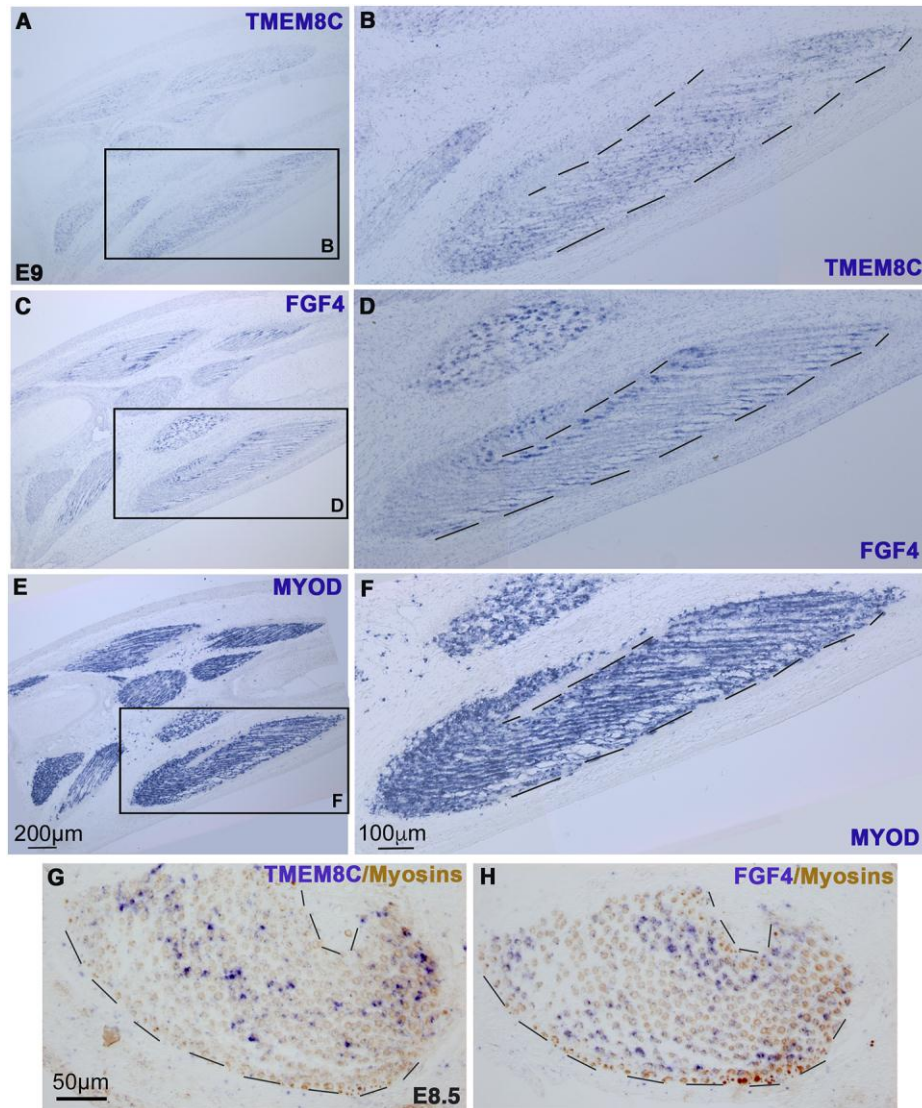 A TMEM8C
B
B
E9
TMEM8C
C FGF4
D
D
FGF4
E MYOD
F
F
200µm
100µm
MYOD
G TMEM8C/Myosins
H FGF4/Myosins
50µm
E8.5